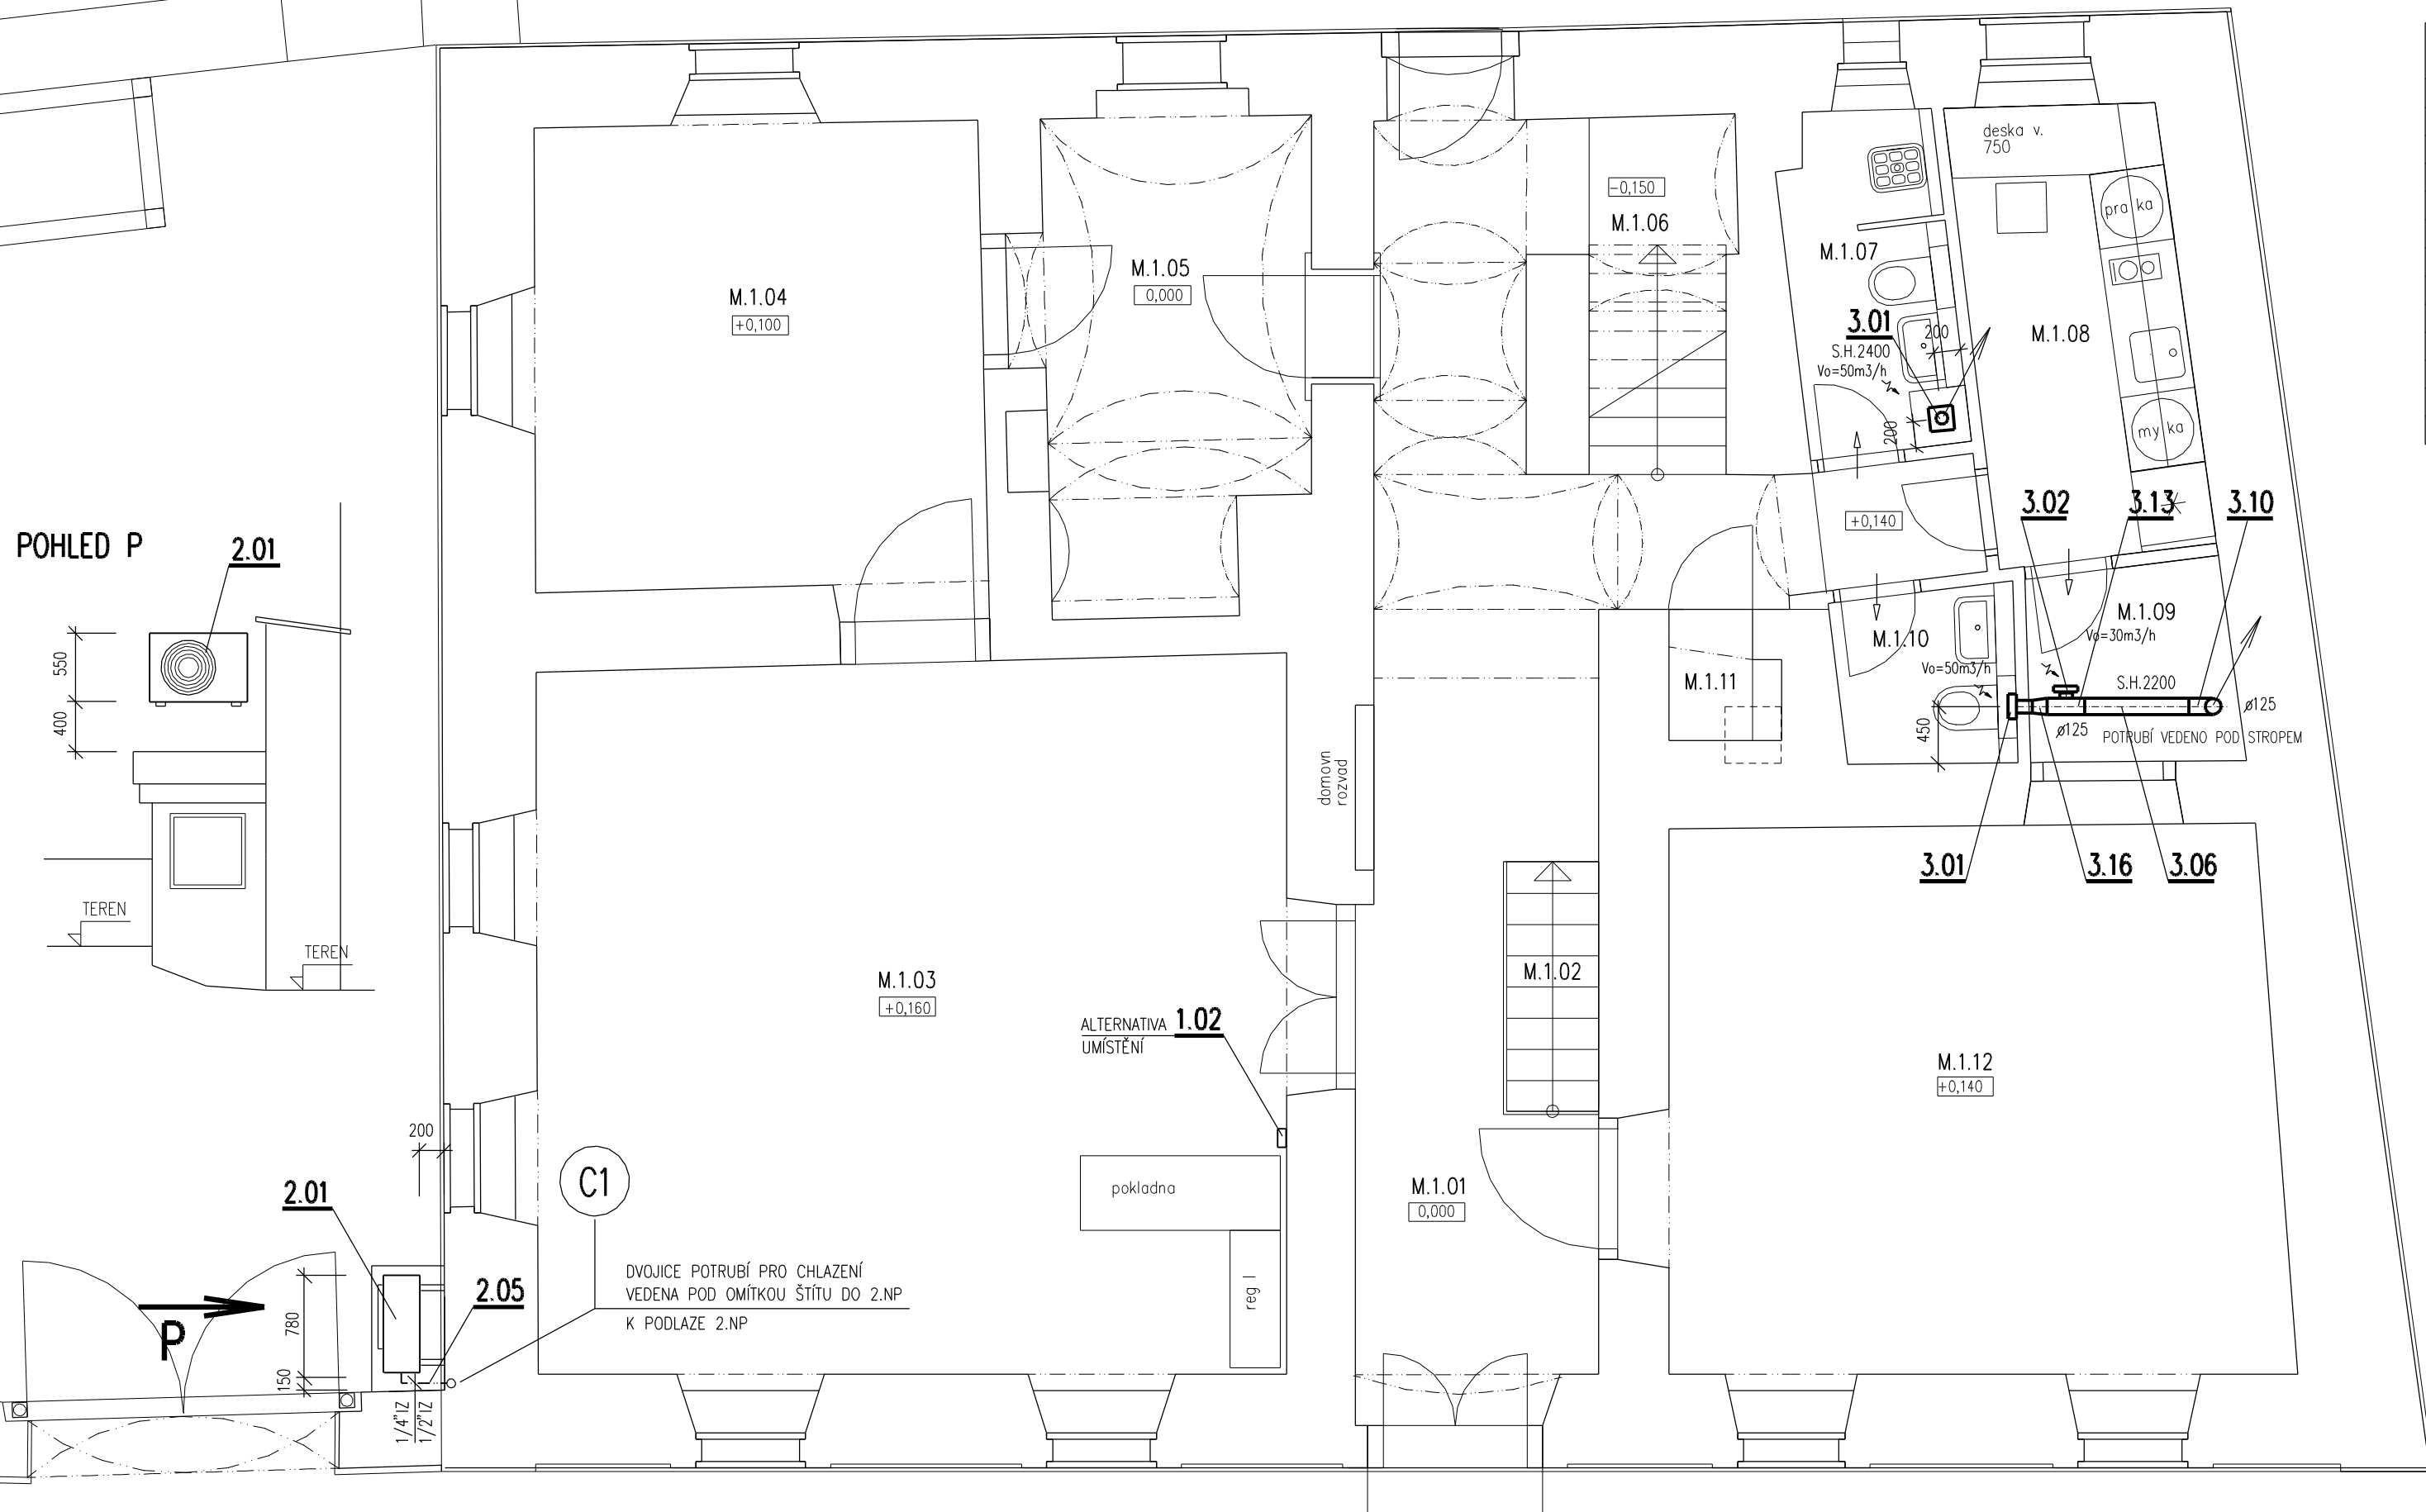 deska v.
750
-0,150
M.1.06
pra ka
M.1.07
M.1.05
0,000
M.1.04
+0,100
3.01
200
S.H.2400
Vo=50m3/h
M.1.08
200
my ka
3.02
3.13
3.10
+0,140
POHLED P
2.01
M.1.09
Vo=30m3/h
M.1.10
Vo=50m3/h
550
400
M.1.11
S.H.2200
ø125
ø125
POTRUBÍ VEDENO POD STROPEM
450
domovn
rozvad
3.01
3.16
3.06
TEREN
TEREN
M.1.03
+0,160
M.1.02
ALTERNATIVA 1.02
UMÍSTĚNÍ
M.1.12
+0,140
200
C1
pokladna
M.1.01
0,000
2.01
2.05
DVOJICE POTRUBÍ PRO CHLAZENÍ
VEDENA POD OMÍTKOU ŠTÍTU DO 2.NP
K PODLAZE 2.NP
reg l
780
P
150
1/4"IZ
1/2"IZ